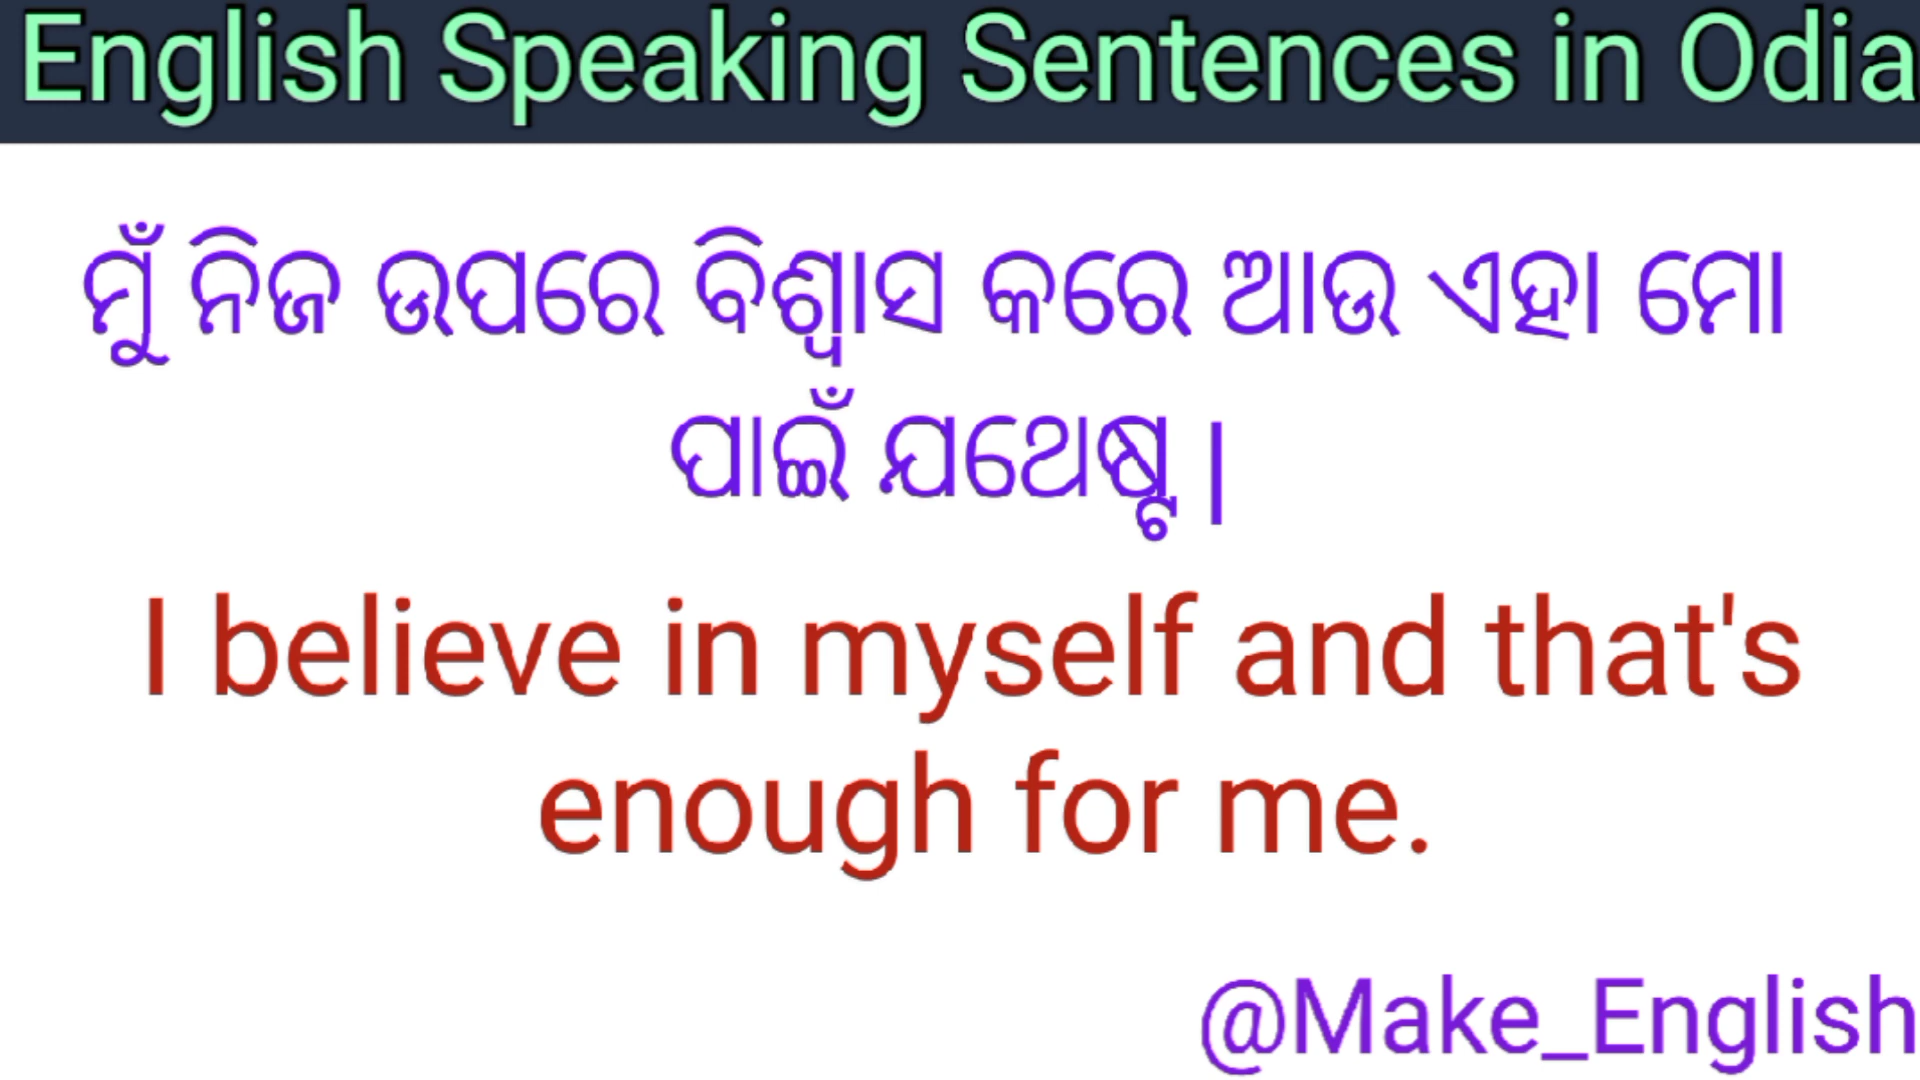 English Speaking Sentences in Odia
ମୁଁ ନିଜ ଉପରେ ବିଶ୍ୱାସ କରେ ଆଉ ଏହା ମୋ
ପାଇଁ ଯଥେଷ୍ଟ |
I believe in myself and that's
enough for me.
@Make_English